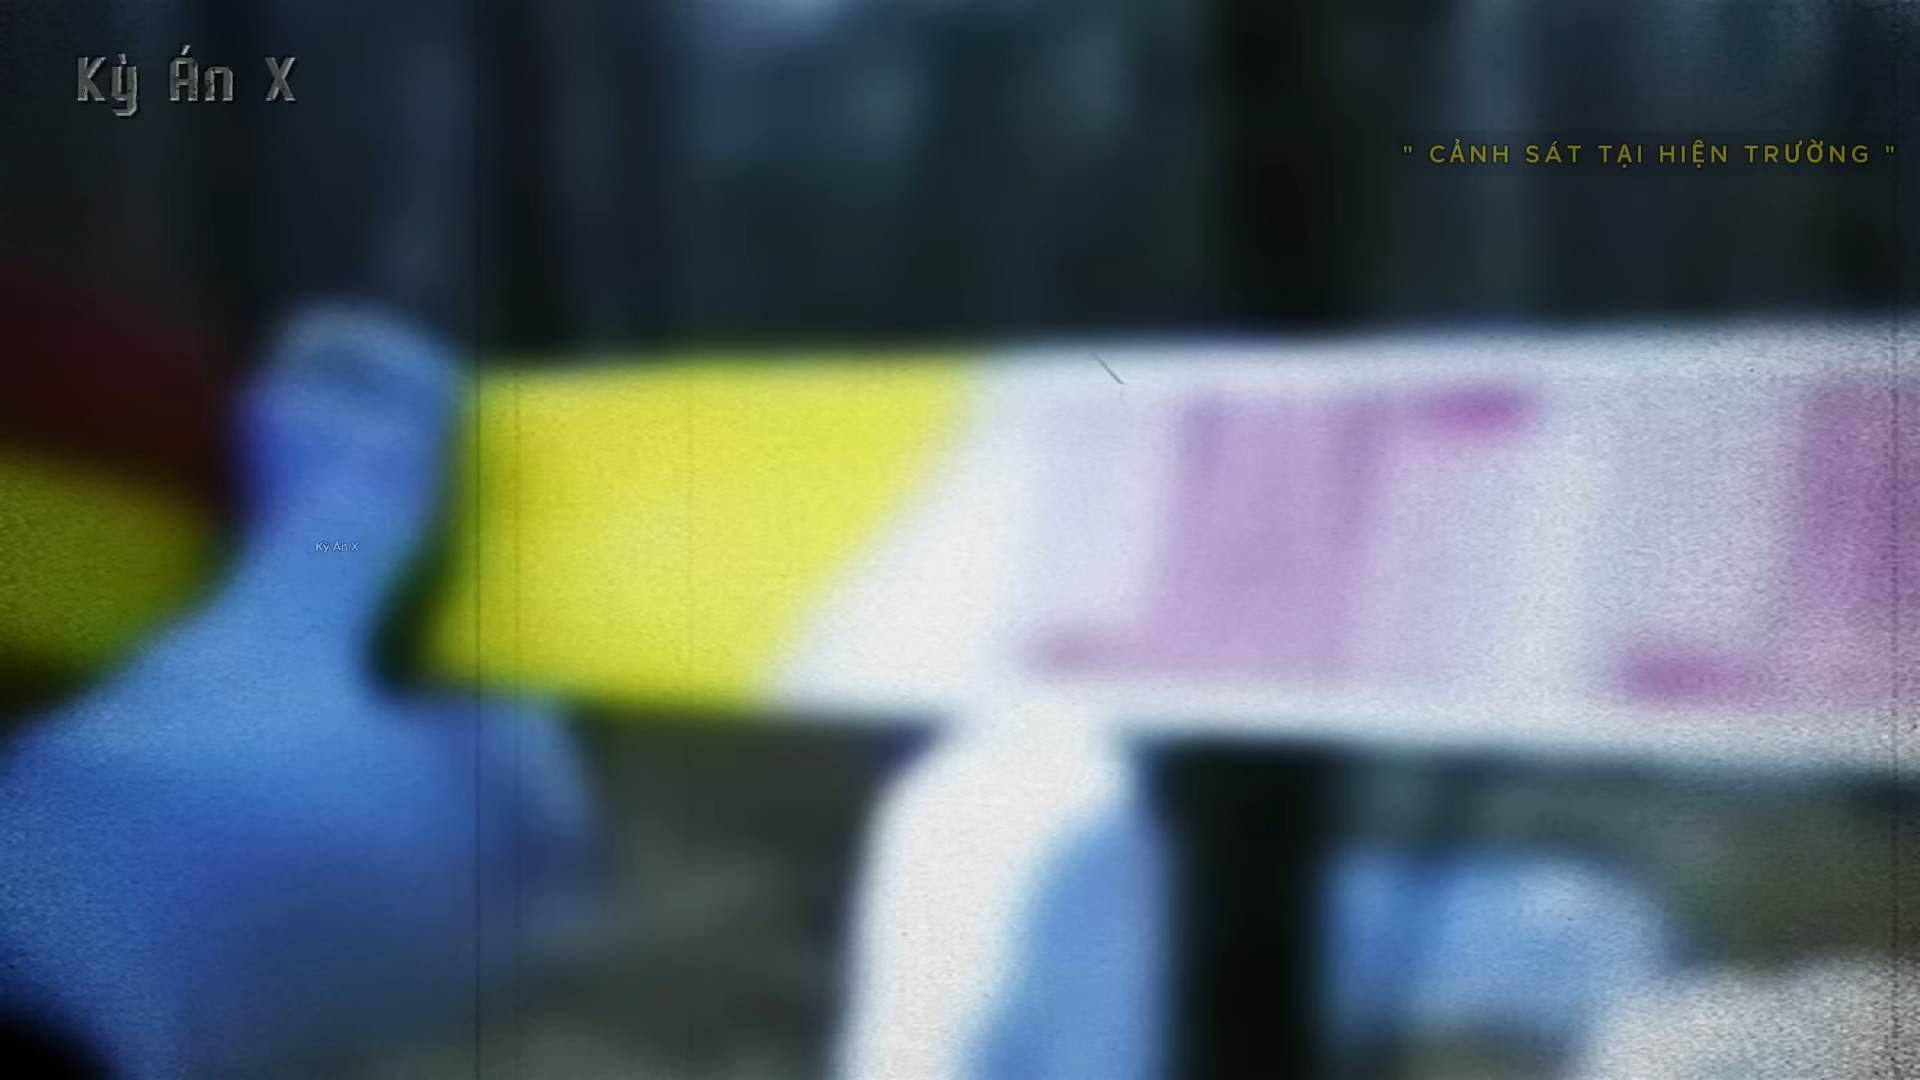 Kỳ Án X
" CẢNH SÁT TẠI HIỆN TRƯỜNG "
Kỳ Án X